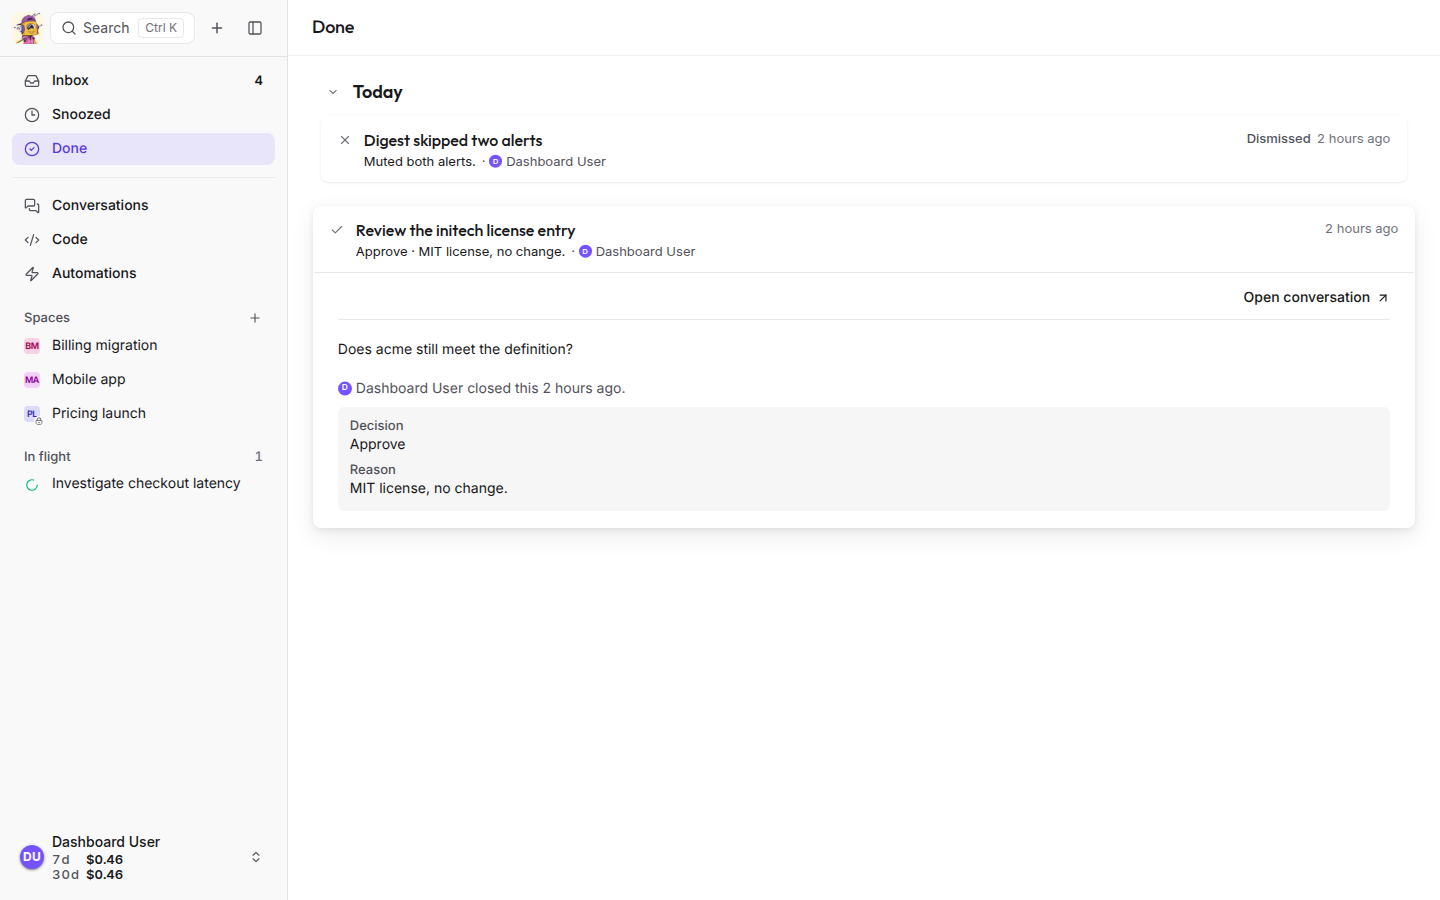 Search Ctrl K
Inbox 4
Snoozed
Done
Conversations
Code
Automations
Spaces
BM Billing migration
MA Mobile app
PL Pricing launch
In flight 1
Investigate checkout latency
DU Dashboard User
7d $0.46
30d $0.46
Done
Today
Digest skipped two alerts
Dismissed 2 hours ago
Muted both alerts. · D Dashboard User
Review the initech license entry
2 hours ago
Approve · MIT license, no change. · D Dashboard User
Open conversation
Does acme still meet the definition?
D Dashboard User closed this 2 hours ago.
Decision
Approve
Reason
MIT license, no change.